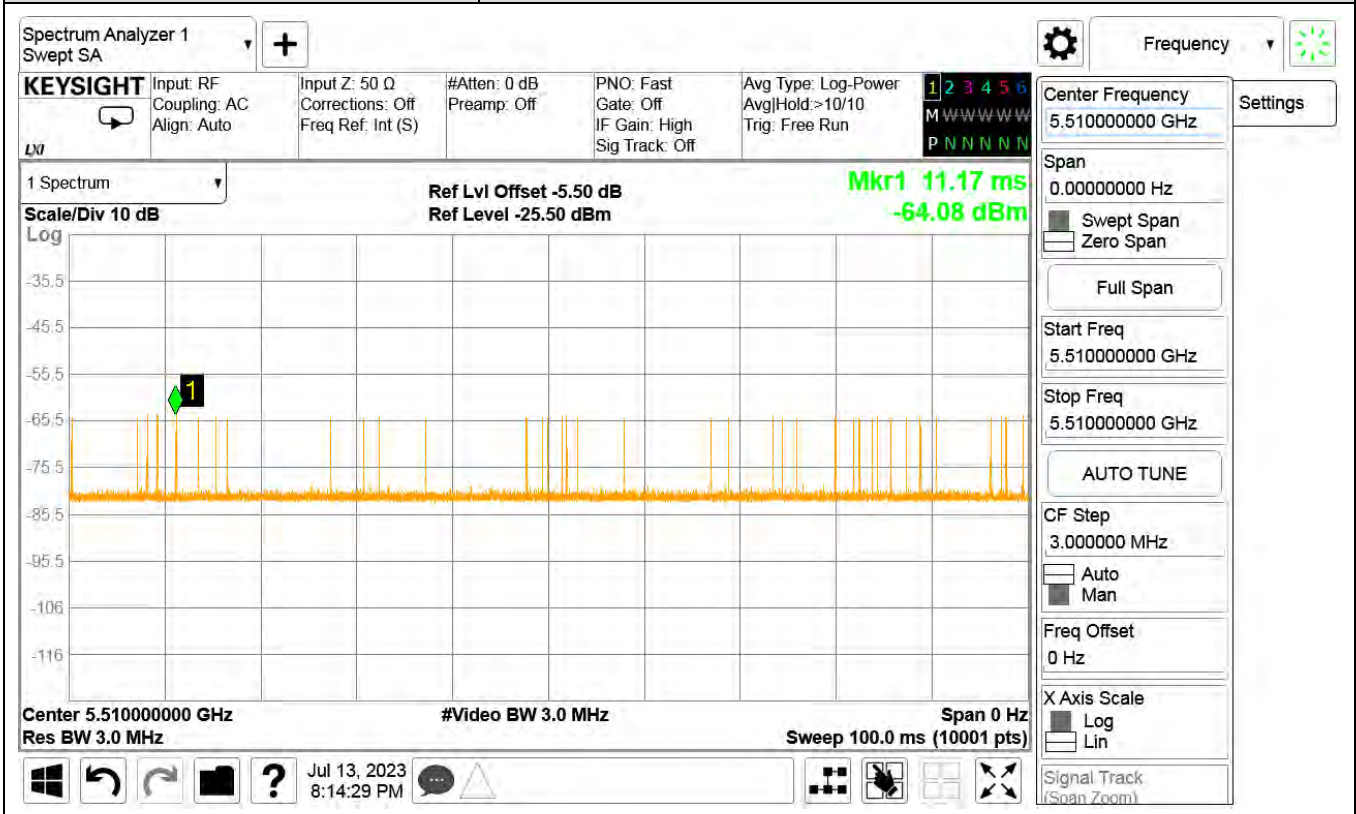 Spectrum Analyzer 1
Swept SA
+
Frequency
KEYSIGHT
LXI
Input: RF
Coupling: AC
Align: Auto
Input Z: 50 Ω
Corrections: Off
Freq Ref: Int (S)
#Atten: 0 dB
Preamp: Off
PNO: Fast
Gate: Off
IF Gain: High
Sig Track: Off
Avg Type: Log-Power
Avg|Hold:>10/10
Trig: Free Run
1 2 3 4 5 6
M W W W W W
P N N N N N
1 Spectrum
Scale/Div 10 dB
Log
Ref Lvl Offset -5.50 dB
Ref Level -25.50 dBm
Mkr1 11.17 ms
-64.08 dBm
-35.5
-45.5
-55.5
1
-65.5
-75.5
-85.5
-95.5
-106
-116
Center 5.510000000 GHz
Res BW 3.0 MHz
#Video BW 3.0 MHz
Span 0 Hz
Sweep 100.0 ms (10001 pts)
?
Jul 13, 2023
8:14:29 PM
Center Frequency
5.510000000 GHz
Settings
Span
0.00000000 Hz
Swept Span
Zero Span
Full Span
Start Freq
5.510000000 GHz
Stop Freq
5.510000000 GHz
AUTO TUNE
CF Step
3.000000 MHz
Auto
Man
Freq Offset
0 Hz
X Axis Scale
Log
Lin
Signal Track
(Span Zoom)